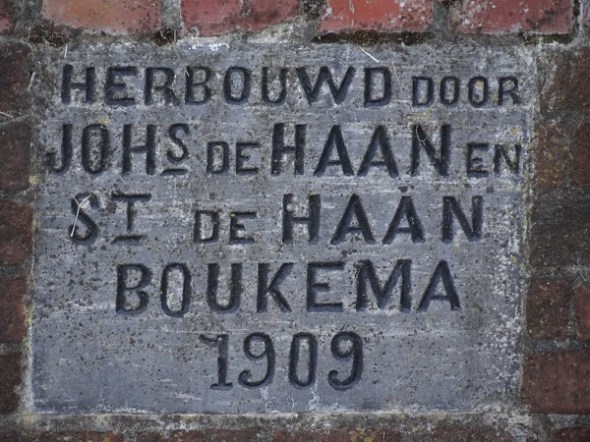 HERBOUWD DOOR
JOHS DE HAAN EN
ST DE HAAN
BOUKEMA
1909